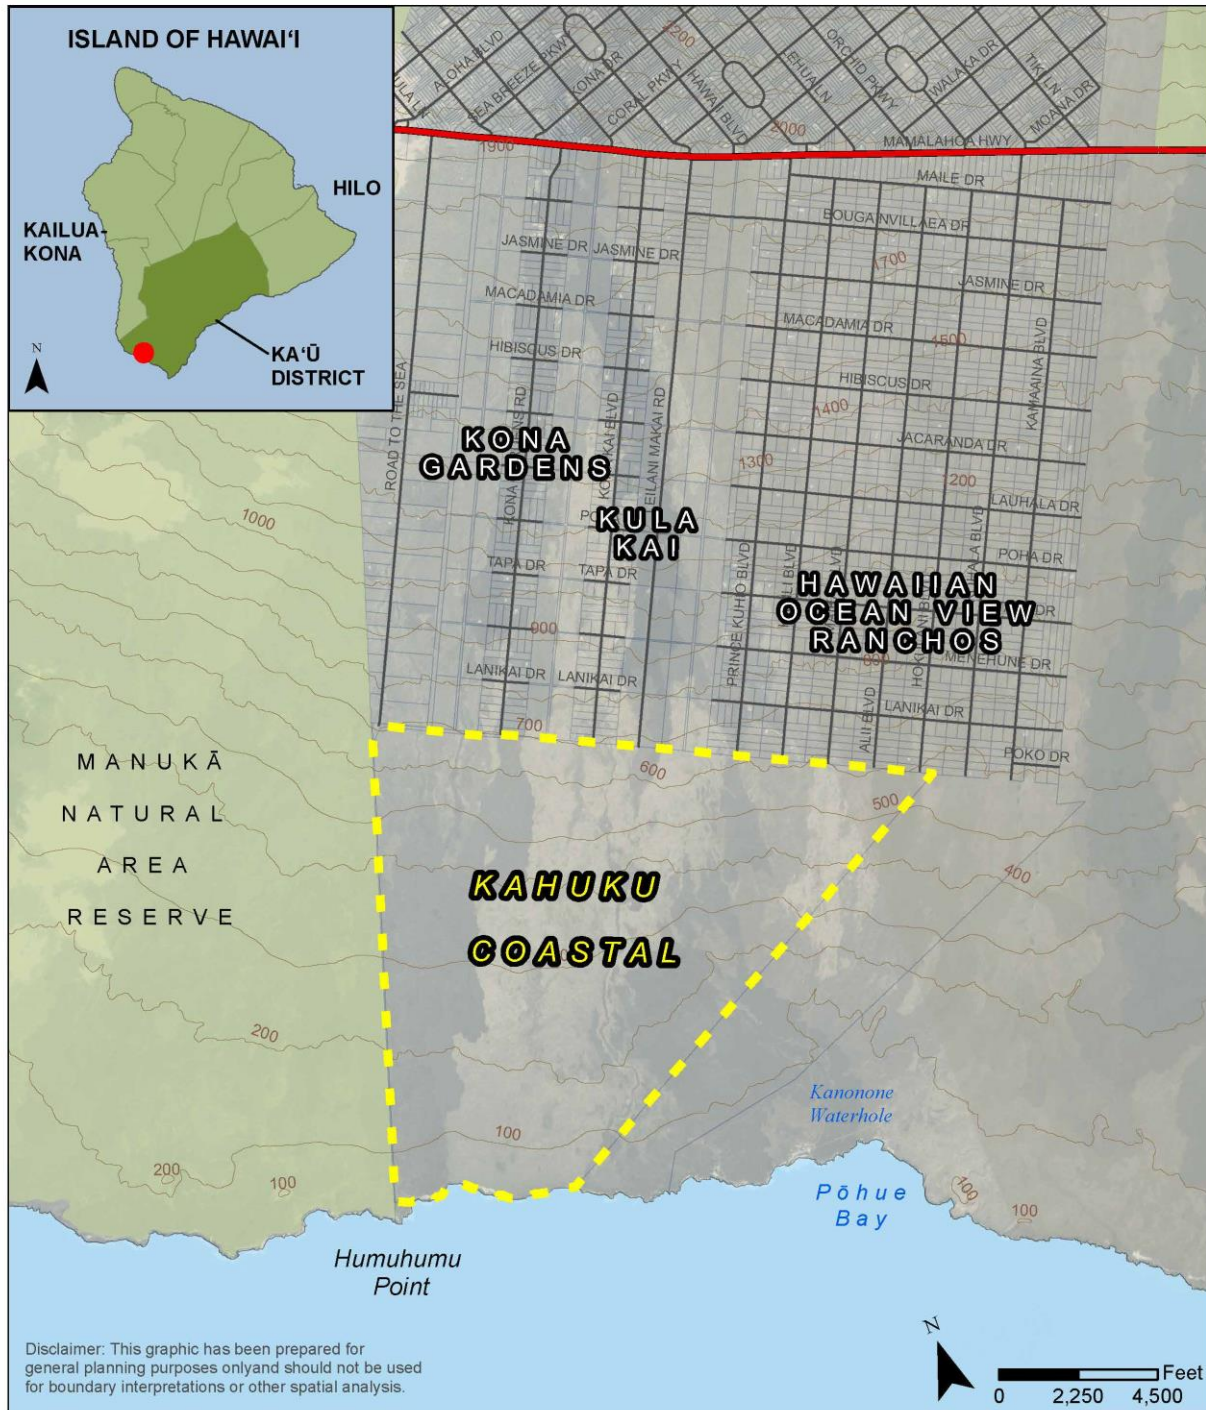 ISLAND OF HAWAI‘I
HILO
KAILUA-
KONA
N
KA‘Ū
DISTRICT
ALOHA BLVD
SEA BREEZE PKWY
KONA DR
CORAL PKWY
2200
HAWAII BLVD
LEHUA LN
ORCHID PKWY
WALAKA DR
TIKI LN
MOANA DR
2000
1900
MAMALAHOA HWY
MAILE DR
BOUGAINVILLAEA DR
JASMINE DR
JASMINE DR
1700
JASMINE DR
MACADAMIA DR
MACADAMIA DR
1500
KAMAAINA BLVD
HIBISCUS DR
HIBISCUS DR
ROAD TO THE SEA
1400
JACARANDA DR
KONA
GARDENS
1300
1200
LAUHALA DR
1000
KULA
KAI
POHA DR
TAPA DR
TAPA DR
PRINCE KUHIO BLVD
HAWAIIAN
OCEAN VIEW
RANCHOS
DR
900
MENEHUNE DR
LANIKAI DR
LANIKAI DR
LANIKAI DR
ALII BLVD
700
POKO DR
600
500
400
MANUKĀ
NATURAL
AREA
RESERVE
KAHUKU
COASTAL
200
Kanonone
Waterhole
100
200
100
Pōhue
Bay
100
100
Humuhumu
Point
Disclaimer: This graphic has been prepared for
general planning purposes onlyand should not be used
for boundary interpretations or other spatial analysis.
N
Feet
0 2,250 4,500